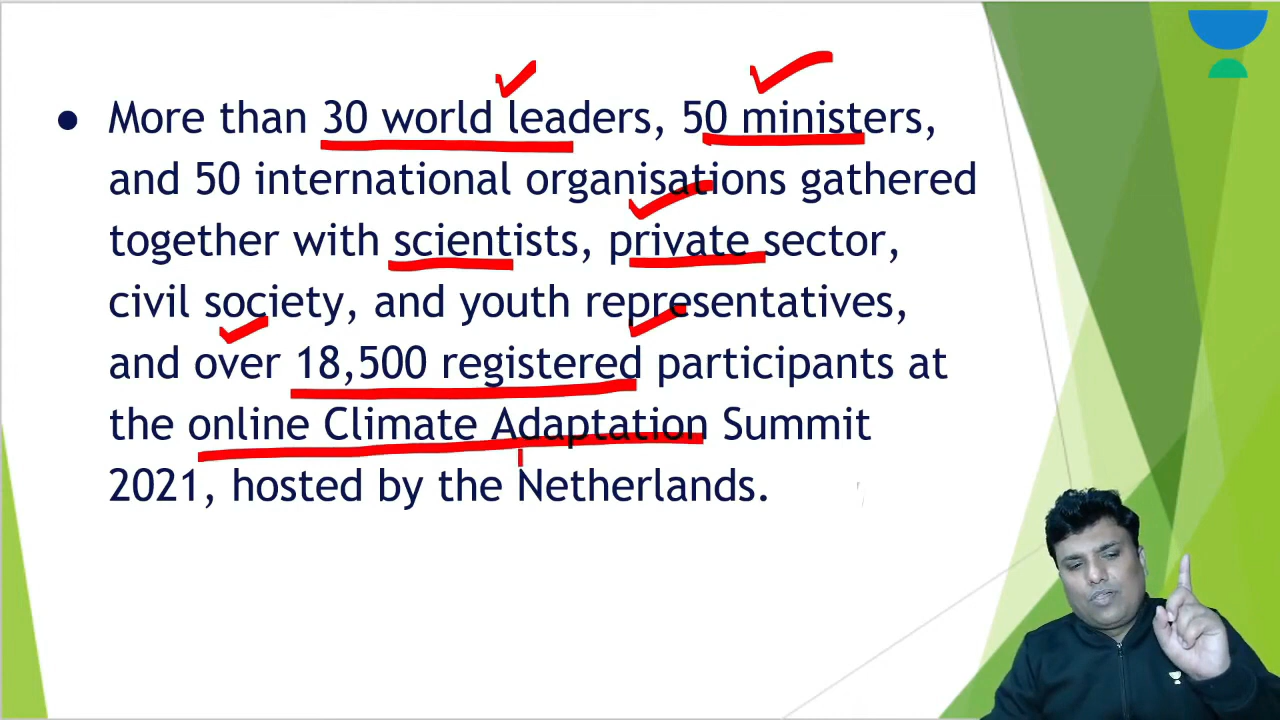 ● More than 30 world leaders, 50 ministers,
and 50 international organisations gathered
together with scientists, private sector,
civil society, and youth representatives,
and over 18,500 registered participants at
the online Climate Adaptation Summit
2021, hosted by the Netherlands.